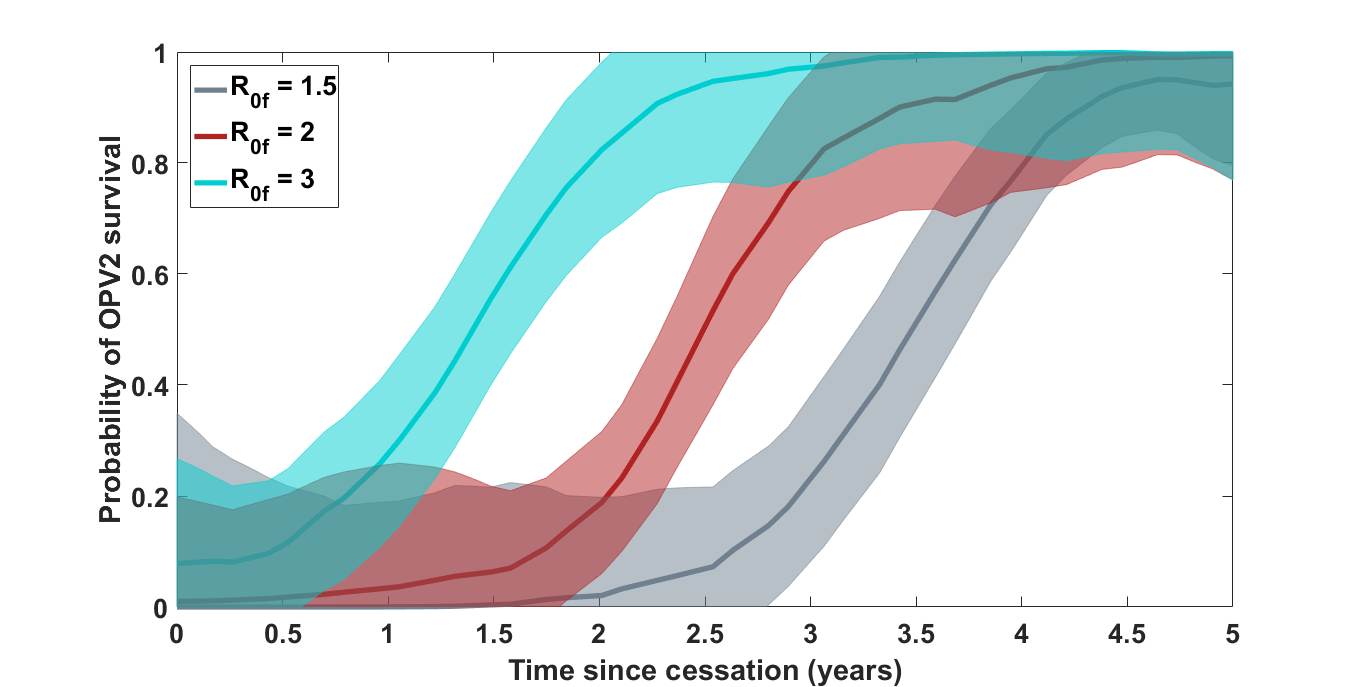 R0f = 1.5
R0f = 2
R0f = 3
Probability of OPV2 survival
1
0.8
0.6
0.4
0.2
0
0 0.5 1 1.5 2 2.5 3 3.5 4 4.5 5
Time since cessation (years)